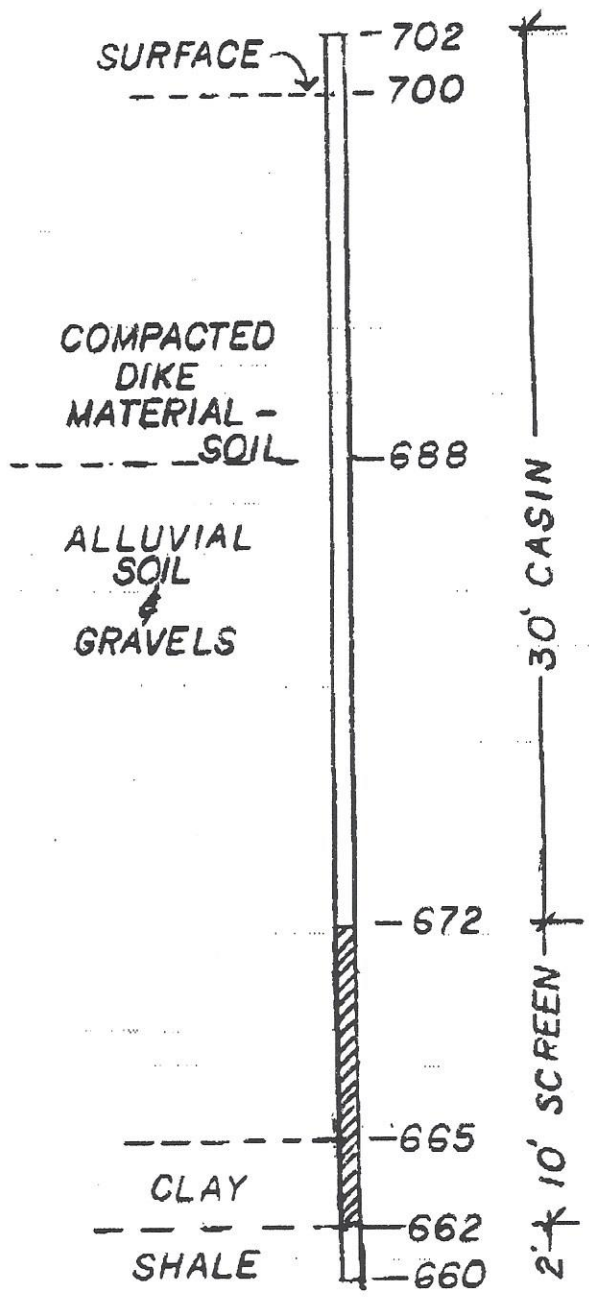 702
SURFACE
700
COMPACTED
DIKE
MATERIAL -
SOIL
688
ALLUVIAL
SOIL
&
GRAVELS
30' CASIN
672
10' SCREEN
665
CLAY
662
SHALE
660
2'